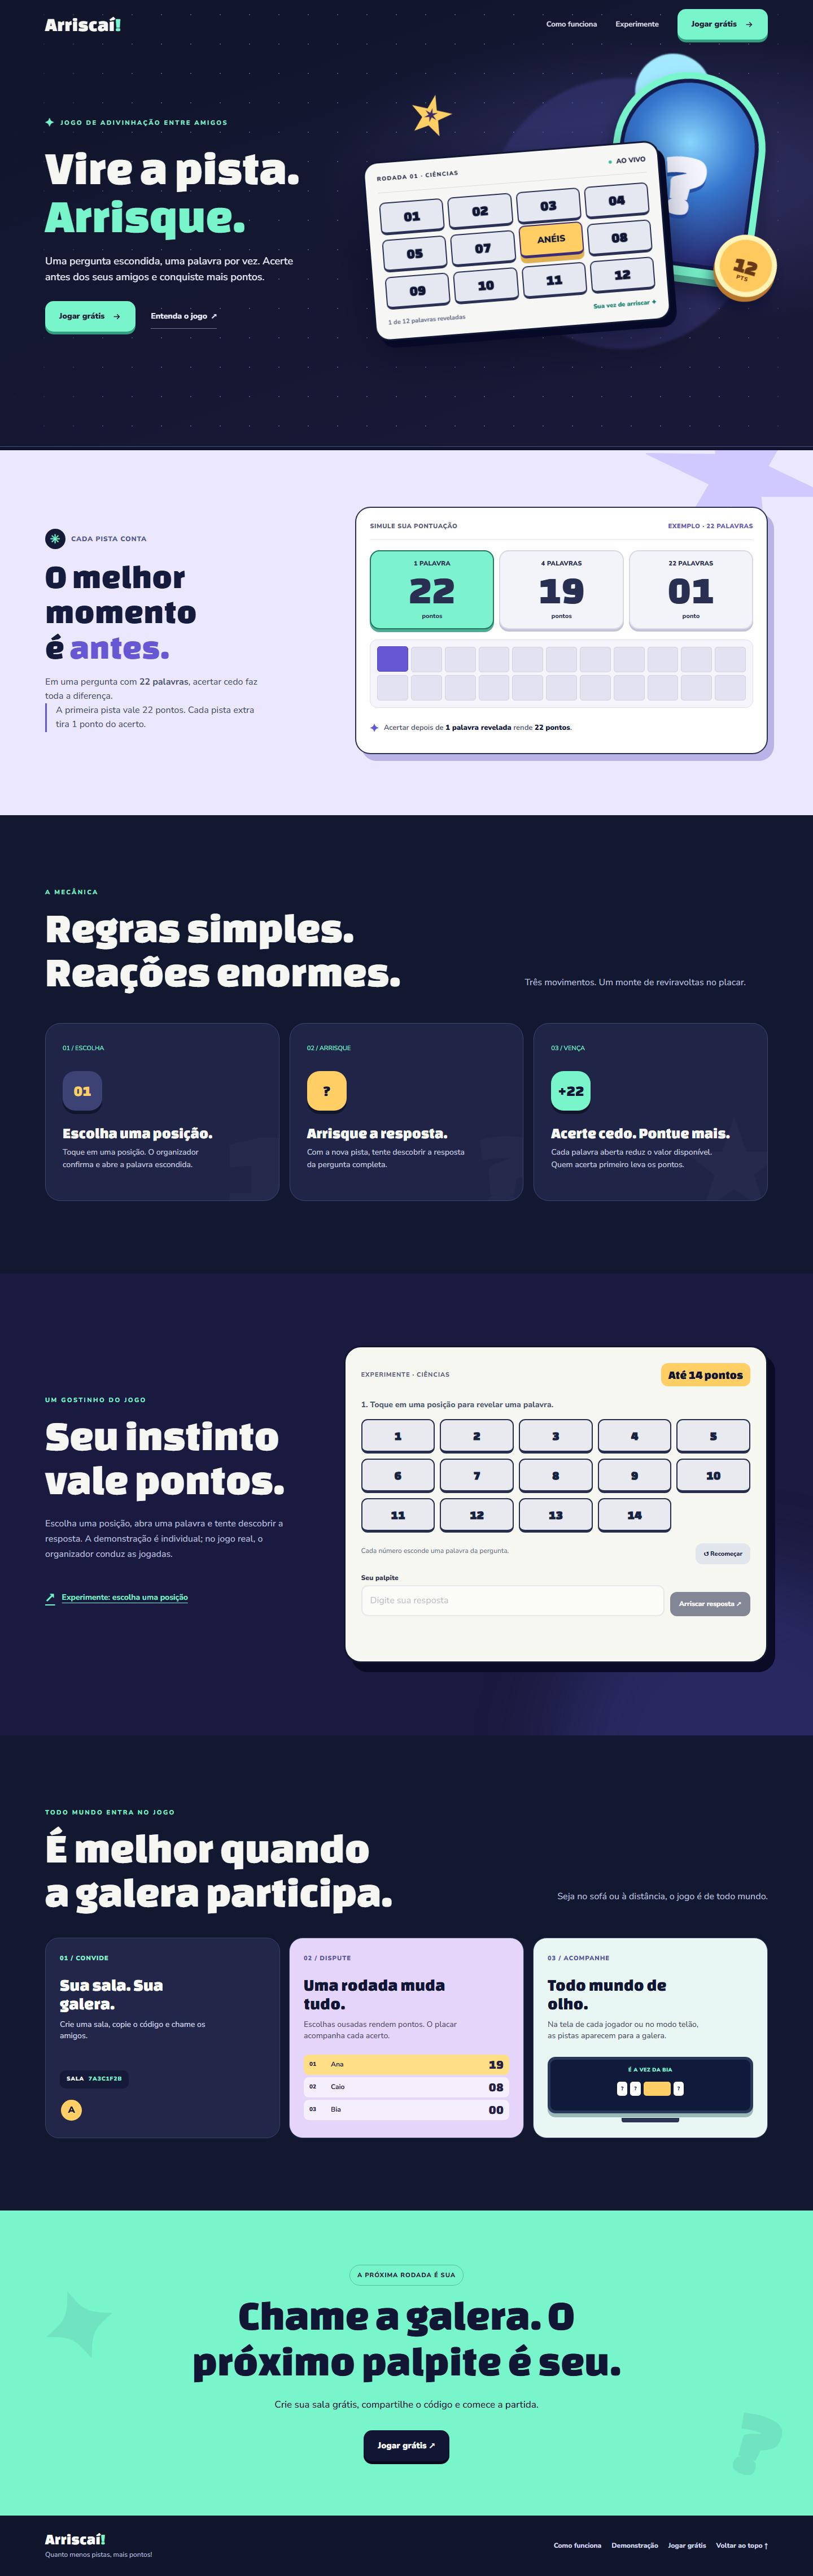 Arriscaí!
Como funciona
Experimente
Jogar grátis →
✦ JOGO DE ADIVINHAÇÃO ENTRE AMIGOS
Vire a pista.
Arrisque.
Uma pergunta escondida, uma palavra por vez. Acerte
antes dos seus amigos e conquiste mais pontos.
Jogar grátis →
Entenda o jogo ↗
RODADA 01 · CIÊNCIAS
AO VIVO
01 02 03 04
05 07 ANÉIS 08
09 10 11 12
1 de 12 palavras reveladas
Sua vez de arriscar ✦
?
12
PTS
CADA PISTA CONTA
O melhor
momento
é antes.
Em uma pergunta com 22 palavras, acertar cedo faz
toda a diferença.
A primeira pista vale 22 pontos. Cada pista extra
tira 1 ponto do acerto.
SIMULE SUA PONTUAÇÃO
EXEMPLO · 22 PALAVRAS
1 PALAVRA
22
pontos
4 PALAVRAS
19
pontos
22 PALAVRAS
01
ponto
✦ Acertar depois de 1 palavra revelada rende 22 pontos.
A MECÂNICA
Regras simples.
Reações enormes.
Três movimentos. Um monte de reviravoltas no placar.
01 / ESCOLHA
01
Escolha uma posição.
Toque em uma posição. O organizador
confirma e abre a palavra escondida.
02 / ARRISQUE
?
Arrisque a resposta.
Com a nova pista, tente descobrir a resposta
da pergunta completa.
03 / VENÇA
+22
Acerte cedo. Pontue mais.
Cada palavra aberta reduz o valor disponível.
Quem acerta primeiro leva os pontos.
UM GOSTINHO DO JOGO
Seu instinto
vale pontos.
Escolha uma posição, abra uma palavra e tente descobrir a
resposta. A demonstração é individual; no jogo real, o
organizador conduz as jogadas.
↗ Experimente: escolha uma posição
EXPERIMENTE · CIÊNCIAS
Até 14 pontos
1. Toque em uma posição para revelar uma palavra.
1 2 3 4 5
6 7 8 9 10
11 12 13 14
Cada número esconde uma palavra da pergunta.
↺ Recomeçar
Seu palpite
Digite sua resposta
Arriscar resposta ↗
TODO MUNDO ENTRA NO JOGO
É melhor quando
a galera participa.
Seja no sofá ou à distância, o jogo é de todo mundo.
01 / CONVIDE
Sua sala. Sua
galera.
Crie uma sala, copie o código e chame os
amigos.
SALA 7A3C1F2B
A
02 / DISPUTE
Uma rodada muda
tudo.
Escolhas ousadas rendem pontos. O placar
acompanha cada acerto.
01 Ana 19
02 Caio 08
03 Bia 00
03 / ACOMPANHE
Todo mundo de
olho.
Na tela de cada jogador ou no modo telão,
as pistas aparecem para a galera.
É A VEZ DA BIA
? ? ?
A PRÓXIMA RODADA É SUA
Chame a galera. O
próximo palpite é seu.
Crie sua sala grátis, compartilhe o código e comece a partida.
Jogar grátis ↗
?
Arriscaí!
Quanto menos pistas, mais pontos!
Como funciona
Demonstração
Jogar grátis
Voltar ao topo ↑